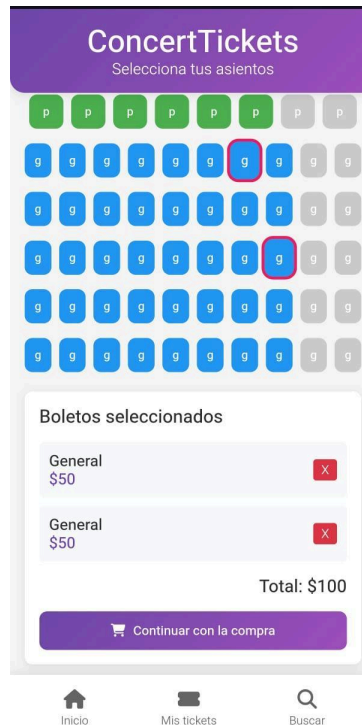 ConcertTickets
Selecciona tus asientos
p p p p p p p p
g g g g g g g g g g
g g g g g g g g g g
g g g g g g g g g g
g g g g g g g g g g
g g g g g g g g g g
Boletos seleccionados
General
$50
X
General
$50
X
Total: $100
Continuar con la compra
Inicio Mis tickets Buscar